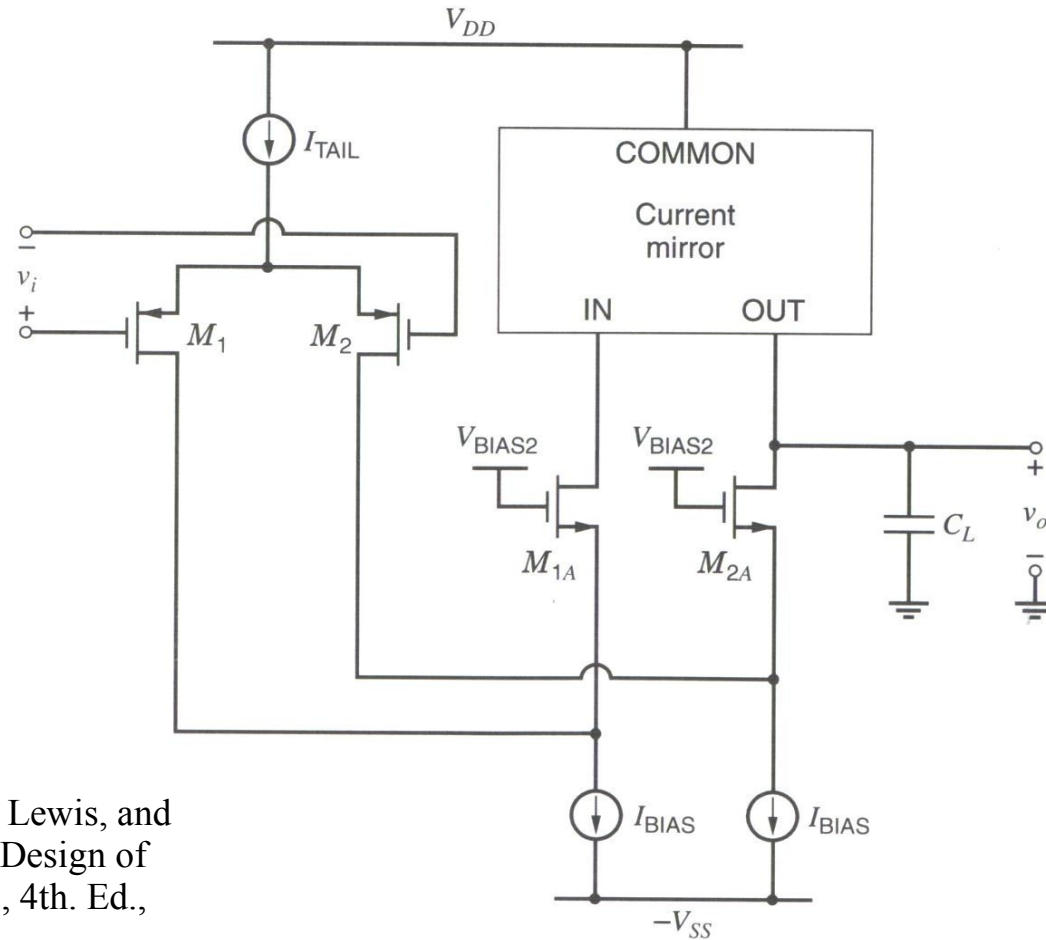 V_DD
I_TAIL
COMMON
Current
mirror
IN OUT
−
v_i
+
M_1
M_2
V_BIAS2
V_BIAS2
M_1A
M_2A
C_L
+
v_o
−
I_BIAS
I_BIAS
−V_SS
Lewis, and
Design of
, 4th. Ed.,